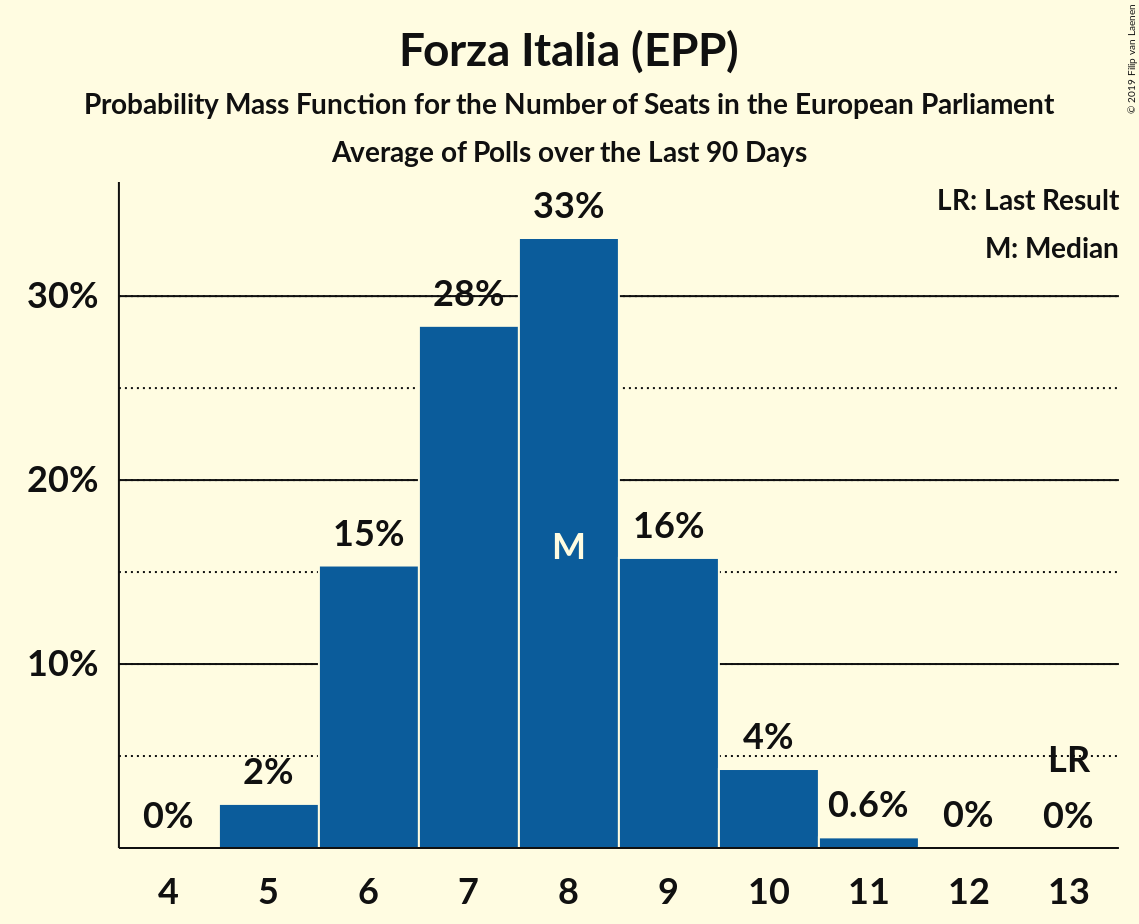 Forza Italia (EPP)
Probability Mass Function for the Number of Seats in the European Parliament
Average of Polls over the Last 90 Days
© 2019 Filip van Laenen
LR: Last Result
M: Median
33%
28%
30%
20%
16%
15%
M
10%
4%
LR
2%
0.6%
0%
0%
0%
4 5 6 7 8 9 10 11 12 13